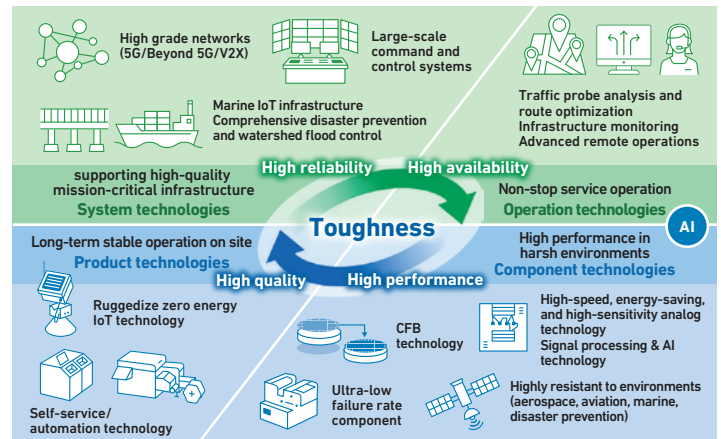 High grade networks
(5G/Beyond 5G/V2X)
Large-scale
command and
control systems
Marine IoT infrastructure
Comprehensive disaster prevention
and watershed flood control
Traffic probe analysis and
route optimization
Infrastructure monitoring
Advanced remote operations
supporting high-quality
mission-critical infrastructure
System technologies
High reliability
High availability
Non-stop service operation
Operation technologies
Toughness
AI
Long-term stable operation on site
Product technologies
High quality
High performance
High performance in
harsh environments
Component technologies
Ruggedize zero energy
IoT technology
Self-service/
automation technology
CFB
technology
Ultra-low
failure rate
component
High-speed, energy-saving,
and high-sensitivity analog
technology
Signal processing & AI
technology
Highly resistant to environments
(aerospace, aviation, marine,
disaster prevention)